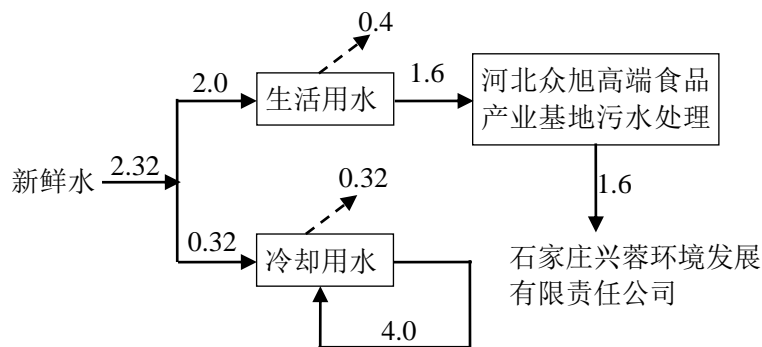 0.4
2.0
生活用水
1.6
河北众旭高端食品
产业基地污水处理
新鲜水
2.32
0.32
1.6
0.32
冷却用水
石家庄兴蓉环境发展
有限责任公司
4.0